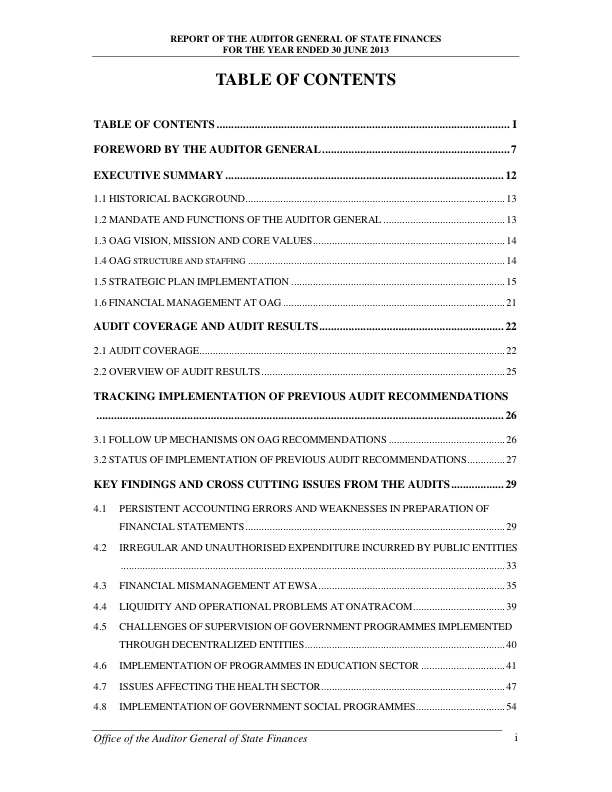 REPORT OF THE AUDITOR GENERAL OF STATE FINANCES
FOR THE YEAR ENDED 30 JUNE 2013
TABLE OF CONTENTS
TABLE OF CONTENTS ........ I
FOREWORD BY THE AUDITOR GENERAL ........ 7
EXECUTIVE SUMMARY ........ 12
1.1 HISTORICAL BACKGROUND ........ 13
1.2 MANDATE AND FUNCTIONS OF THE AUDITOR GENERAL ........ 13
1.3 OAG VISION, MISSION AND CORE VALUES ........ 14
1.4 OAG STRUCTURE AND STAFFING ........ 14
1.5 STRATEGIC PLAN IMPLEMENTATION ........ 15
1.6 FINANCIAL MANAGEMENT AT OAG ........ 21
AUDIT COVERAGE AND AUDIT RESULTS ........ 22
2.1 AUDIT COVERAGE ........ 22
2.2 OVERVIEW OF AUDIT RESULTS ........ 25
TRACKING IMPLEMENTATION OF PREVIOUS AUDIT RECOMMENDATIONS
........ 26
3.1 FOLLOW UP MECHANISMS ON OAG RECOMMENDATIONS ........ 26
3.2 STATUS OF IMPLEMENTATION OF PREVIOUS AUDIT RECOMMENDATIONS ........ 27
KEY FINDINGS AND CROSS CUTTING ISSUES FROM THE AUDITS ........ 29
4.1 PERSISTENT ACCOUNTING ERRORS AND WEAKNESSES IN PREPARATION OF
FINANCIAL STATEMENTS ........ 29
4.2 IRREGULAR AND UNAUTHORISED EXPENDITURE INCURRED BY PUBLIC ENTITIES
........ 33
4.3 FINANCIAL MISMANAGEMENT AT EWSA ........ 35
4.4 LIQUIDITY AND OPERATIONAL PROBLEMS AT ONATRACOM ........ 39
4.5 CHALLENGES OF SUPERVISION OF GOVERNMENT PROGRAMMES IMPLEMENTED
THROUGH DECENTRALIZED ENTITIES ........ 40
4.6 IMPLEMENTATION OF PROGRAMMES IN EDUCATION SECTOR ........ 41
4.7 ISSUES AFFECTING THE HEALTH SECTOR ........ 47
4.8 IMPLEMENTATION OF GOVERNMENT SOCIAL PROGRAMMES ........ 54
Office of the Auditor General of State Finances i